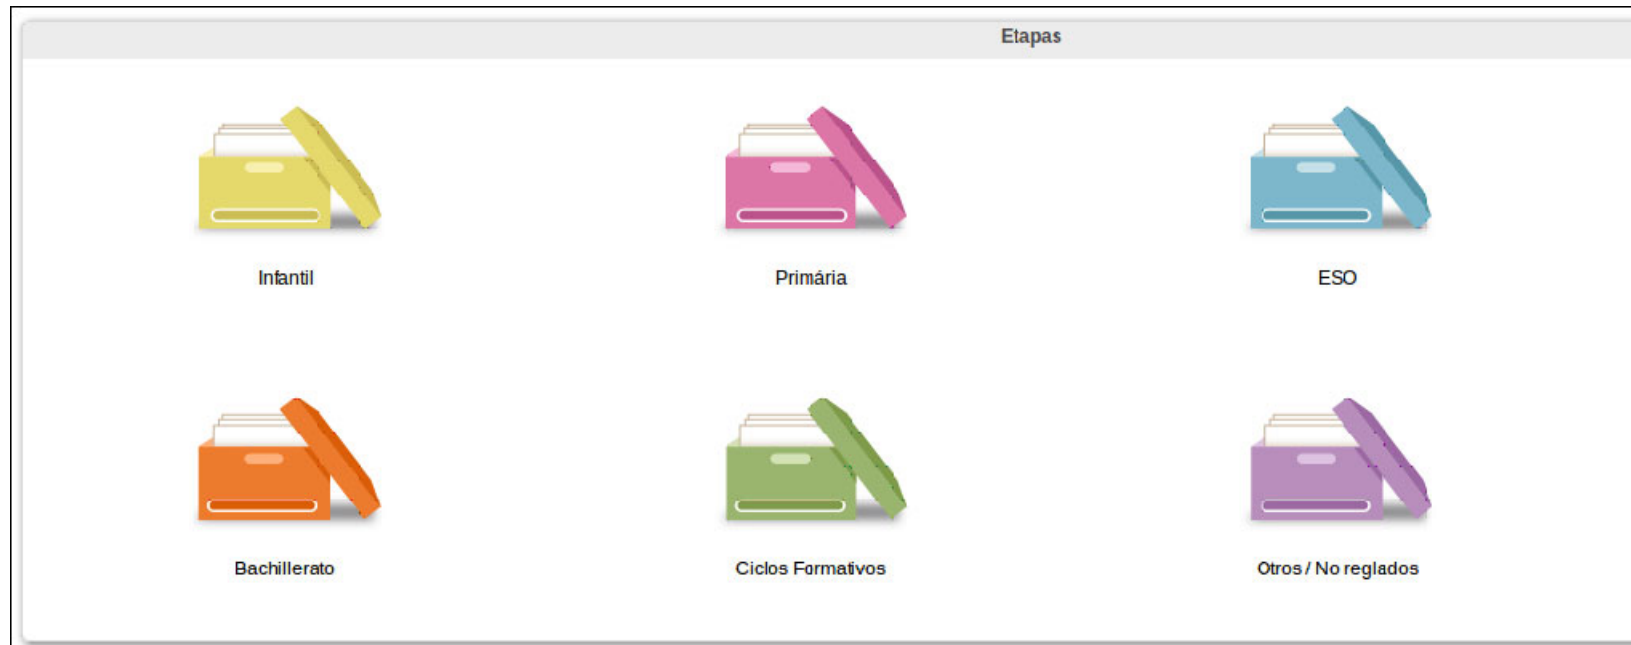 Etapas
Infantil
Primária
ESO
Bachillerato
Ciclos Formativos
Otros / No reglados